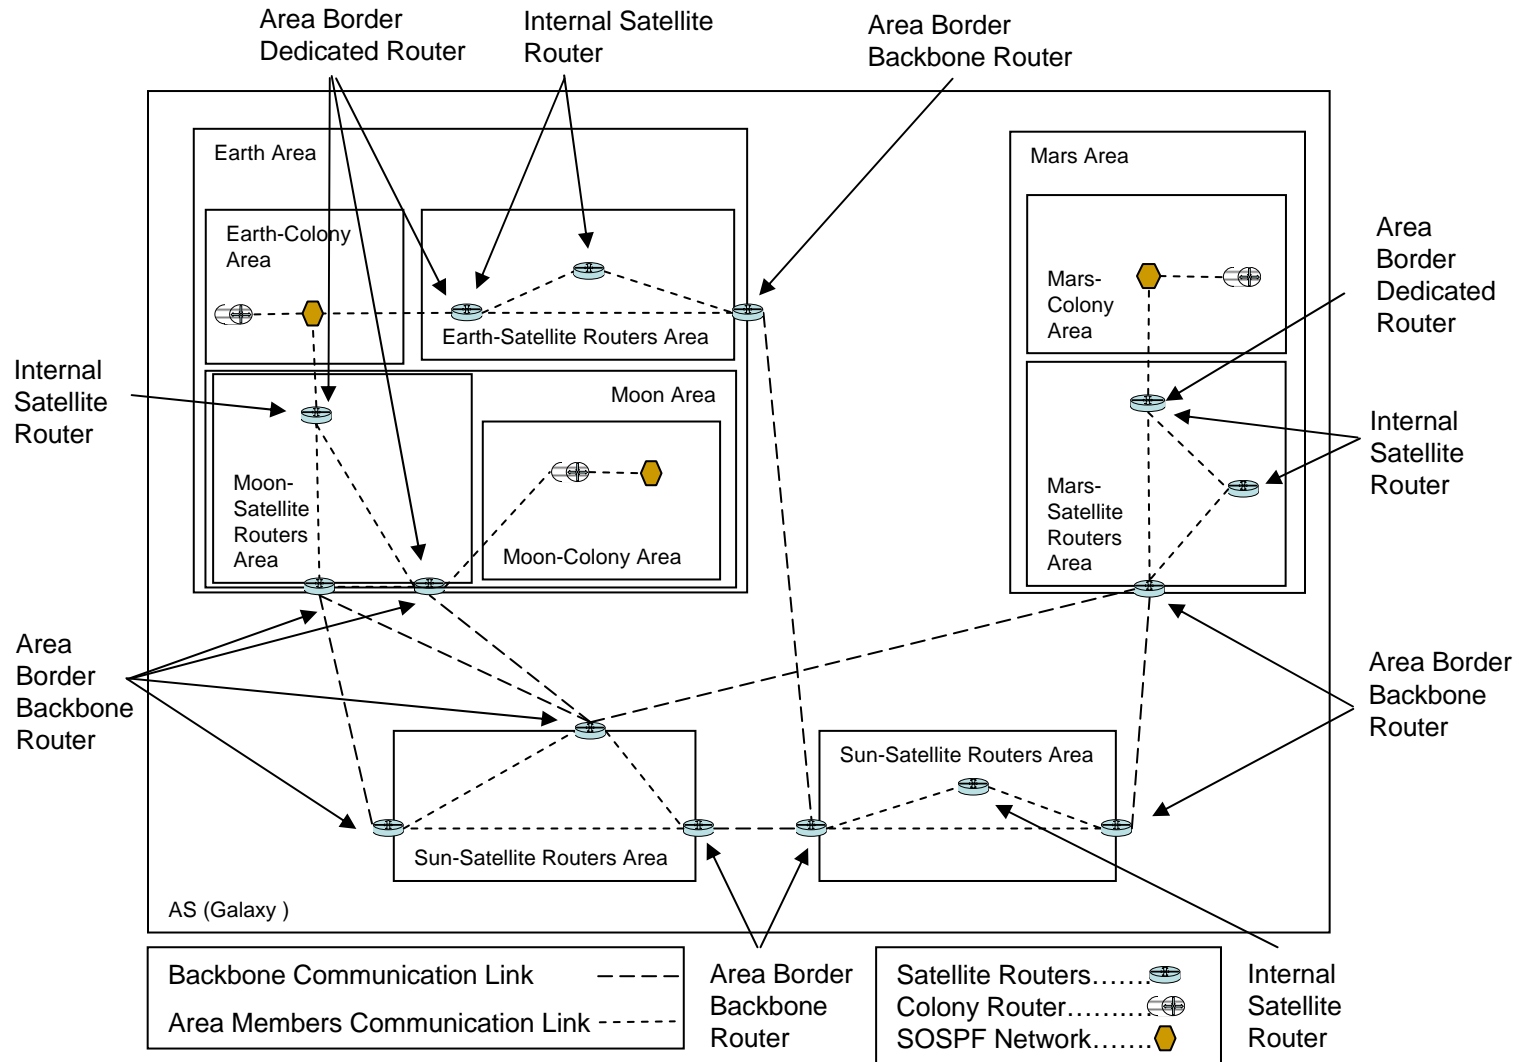 Area Border
Dedicated Router
Internal Satellite
Router
Area Border
Backbone Router
Earth Area
Mars Area
Earth-Colony
Area
Earth-Satellite Routers Area
Mars-
Colony
Area
Area
Border
Dedicated
Router
Internal
Satellite
Router
Moon Area
Moon-
Satellite
Routers
Area
Moon-Colony Area
Mars-
Satellite
Routers
Area
Internal
Satellite
Router
Area
Border
Backbone
Router
Area Border
Backbone
Router
Sun-Satellite Routers Area
Sun-Satellite Routers Area
AS (Galaxy )
Backbone Communication Link
Area Members Communication Link
Area Border
Backbone
Router
Satellite Routers.......
Colony Router..........
SOSPF Network.......
Internal
Satellite
Router